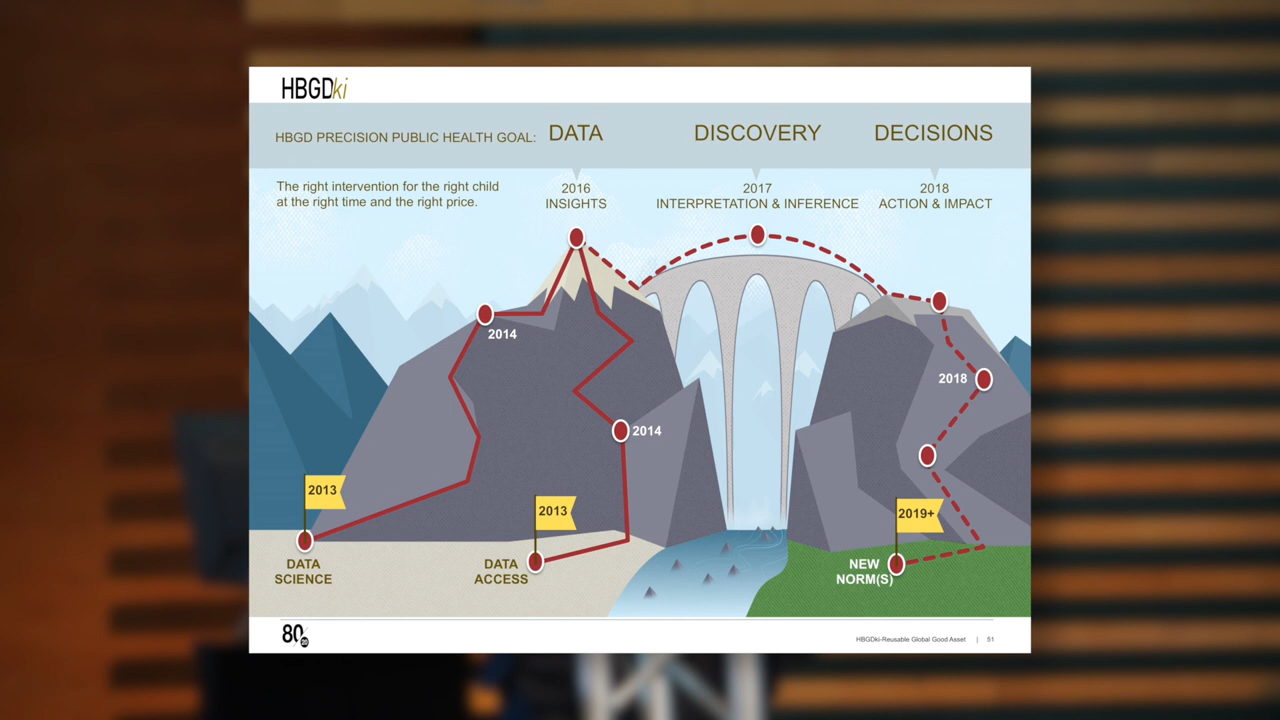 HBGDki
HBGD PRECISION PUBLIC HEALTH GOAL:
DATA
DISCOVERY
DECISIONS
The right intervention for the right child
at the right time and the right price.
2016
INSIGHTS
2017
INTERPRETATION & INFERENCE
2018
ACTION & IMPACT
2014
2018
2014
2013
2013
2019+
DATA
SCIENCE
DATA
ACCESS
NEW
NORM(S)
80/20
HBGDki-Reusable Global Good Asset | 51